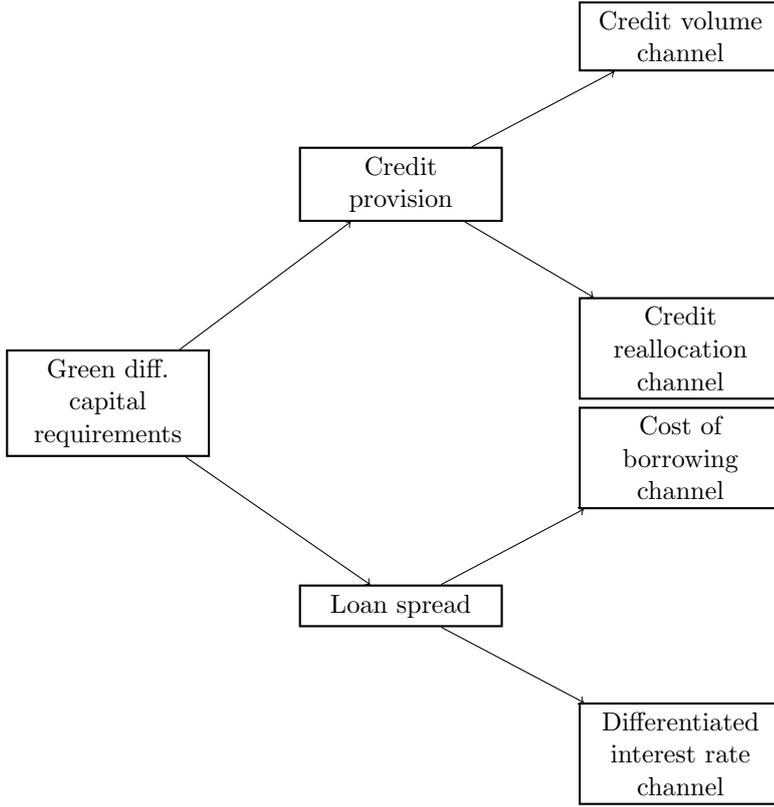 Credit volume
channel
Credit
provision
Credit
reallocation
channel
Green diff.
capital
requirements
Cost of
borrowing
channel
Loan spread
Differentiated
interest rate
channel